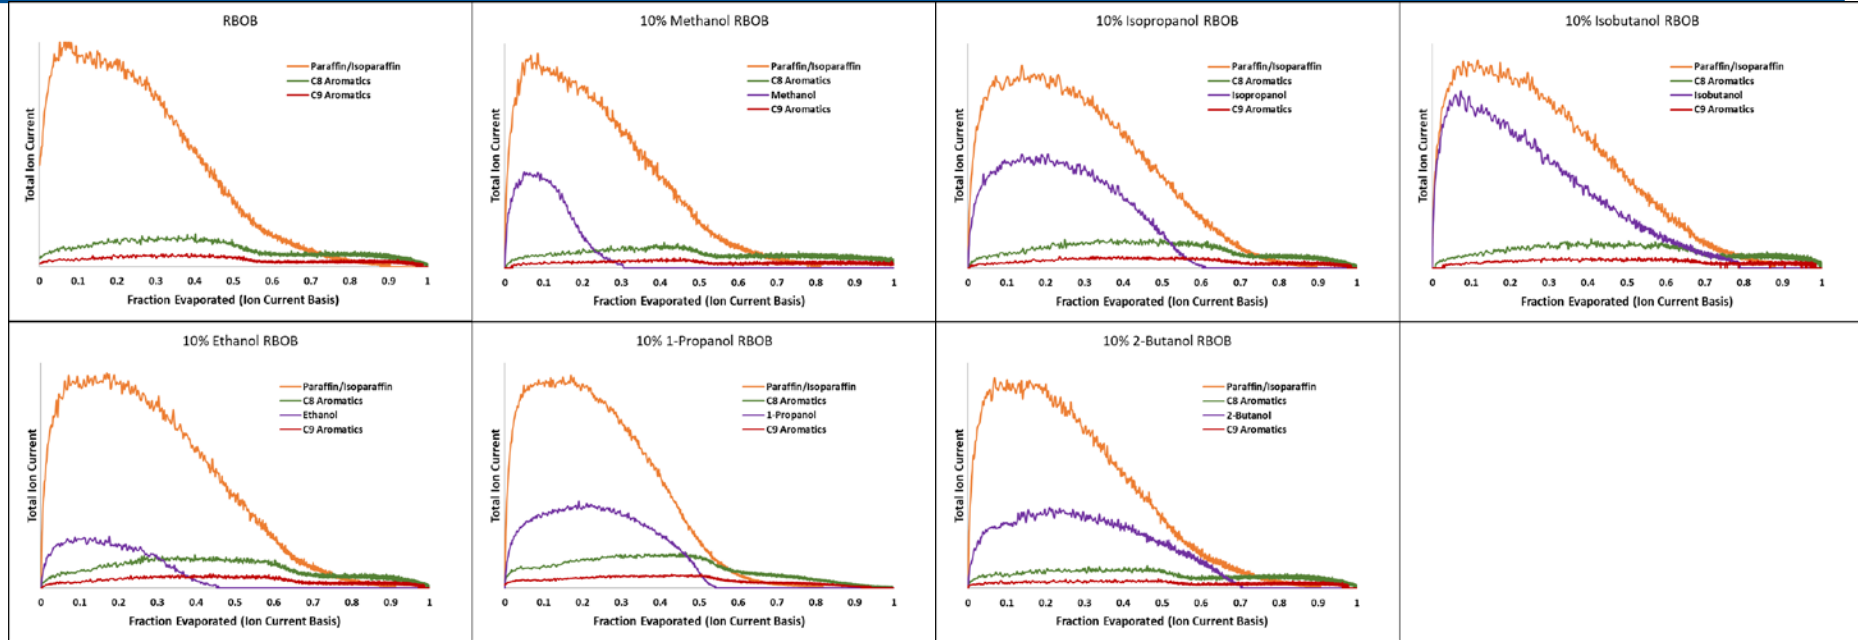 RBOB
Total Ion Current
Paraffin/Isoparaffin
C8 Aromatics
C9 Aromatics
0 0.1 0.2 0.3 0.4 0.5 0.6 0.7 0.8 0.9 1
Fraction Evaporated (Ion Current Basis)
10% Methanol RBOB
Total Ion Current
Paraffin/Isoparaffin
C8 Aromatics
Methanol
C9 Aromatics
0 0.1 0.2 0.3 0.4 0.5 0.6 0.7 0.8 0.9 1
Fraction Evaporated (Ion Current Basis)
10% Isopropanol RBOB
Total Ion Current
Paraffin/Isoparaffin
C8 Aromatics
Isopropanol
C9 Aromatics
0 0.1 0.2 0.3 0.4 0.5 0.6 0.7 0.8 0.9 1
Fraction Evaporated (Ion Current Basis)
10% Isobutanol RBOB
Total Ion Current
Paraffin/Isoparaffin
C8 Aromatics
Isobutanol
C9 Aromatics
0 0.1 0.2 0.3 0.4 0.5 0.6 0.7 0.8 0.9 1
Fraction Evaporated (Ion Current Basis)
10% Ethanol RBOB
Total Ion Current
Paraffin/Isoparaffin
C8 Aromatics
Ethanol
C9 Aromatics
0 0.1 0.2 0.3 0.4 0.5 0.6 0.7 0.8 0.9 1
Fraction Evaporated (Ion Current Basis)
10% 1-Propanol RBOB
Total Ion Current
Paraffin/Isoparaffin
C8 Aromatics
1-Propanol
C9 Aromatics
0 0.1 0.2 0.3 0.4 0.5 0.6 0.7 0.8 0.9 1
Fraction Evaporated (Ion Current Basis)
10% 2-Butanol RBOB
Total Ion Current
Paraffin/Isoparaffin
C8 Aromatics
2-Butanol
C9 Aromatics
0 0.1 0.2 0.3 0.4 0.5 0.6 0.7 0.8 0.9 1
Fraction Evaporated (Ion Current Basis)